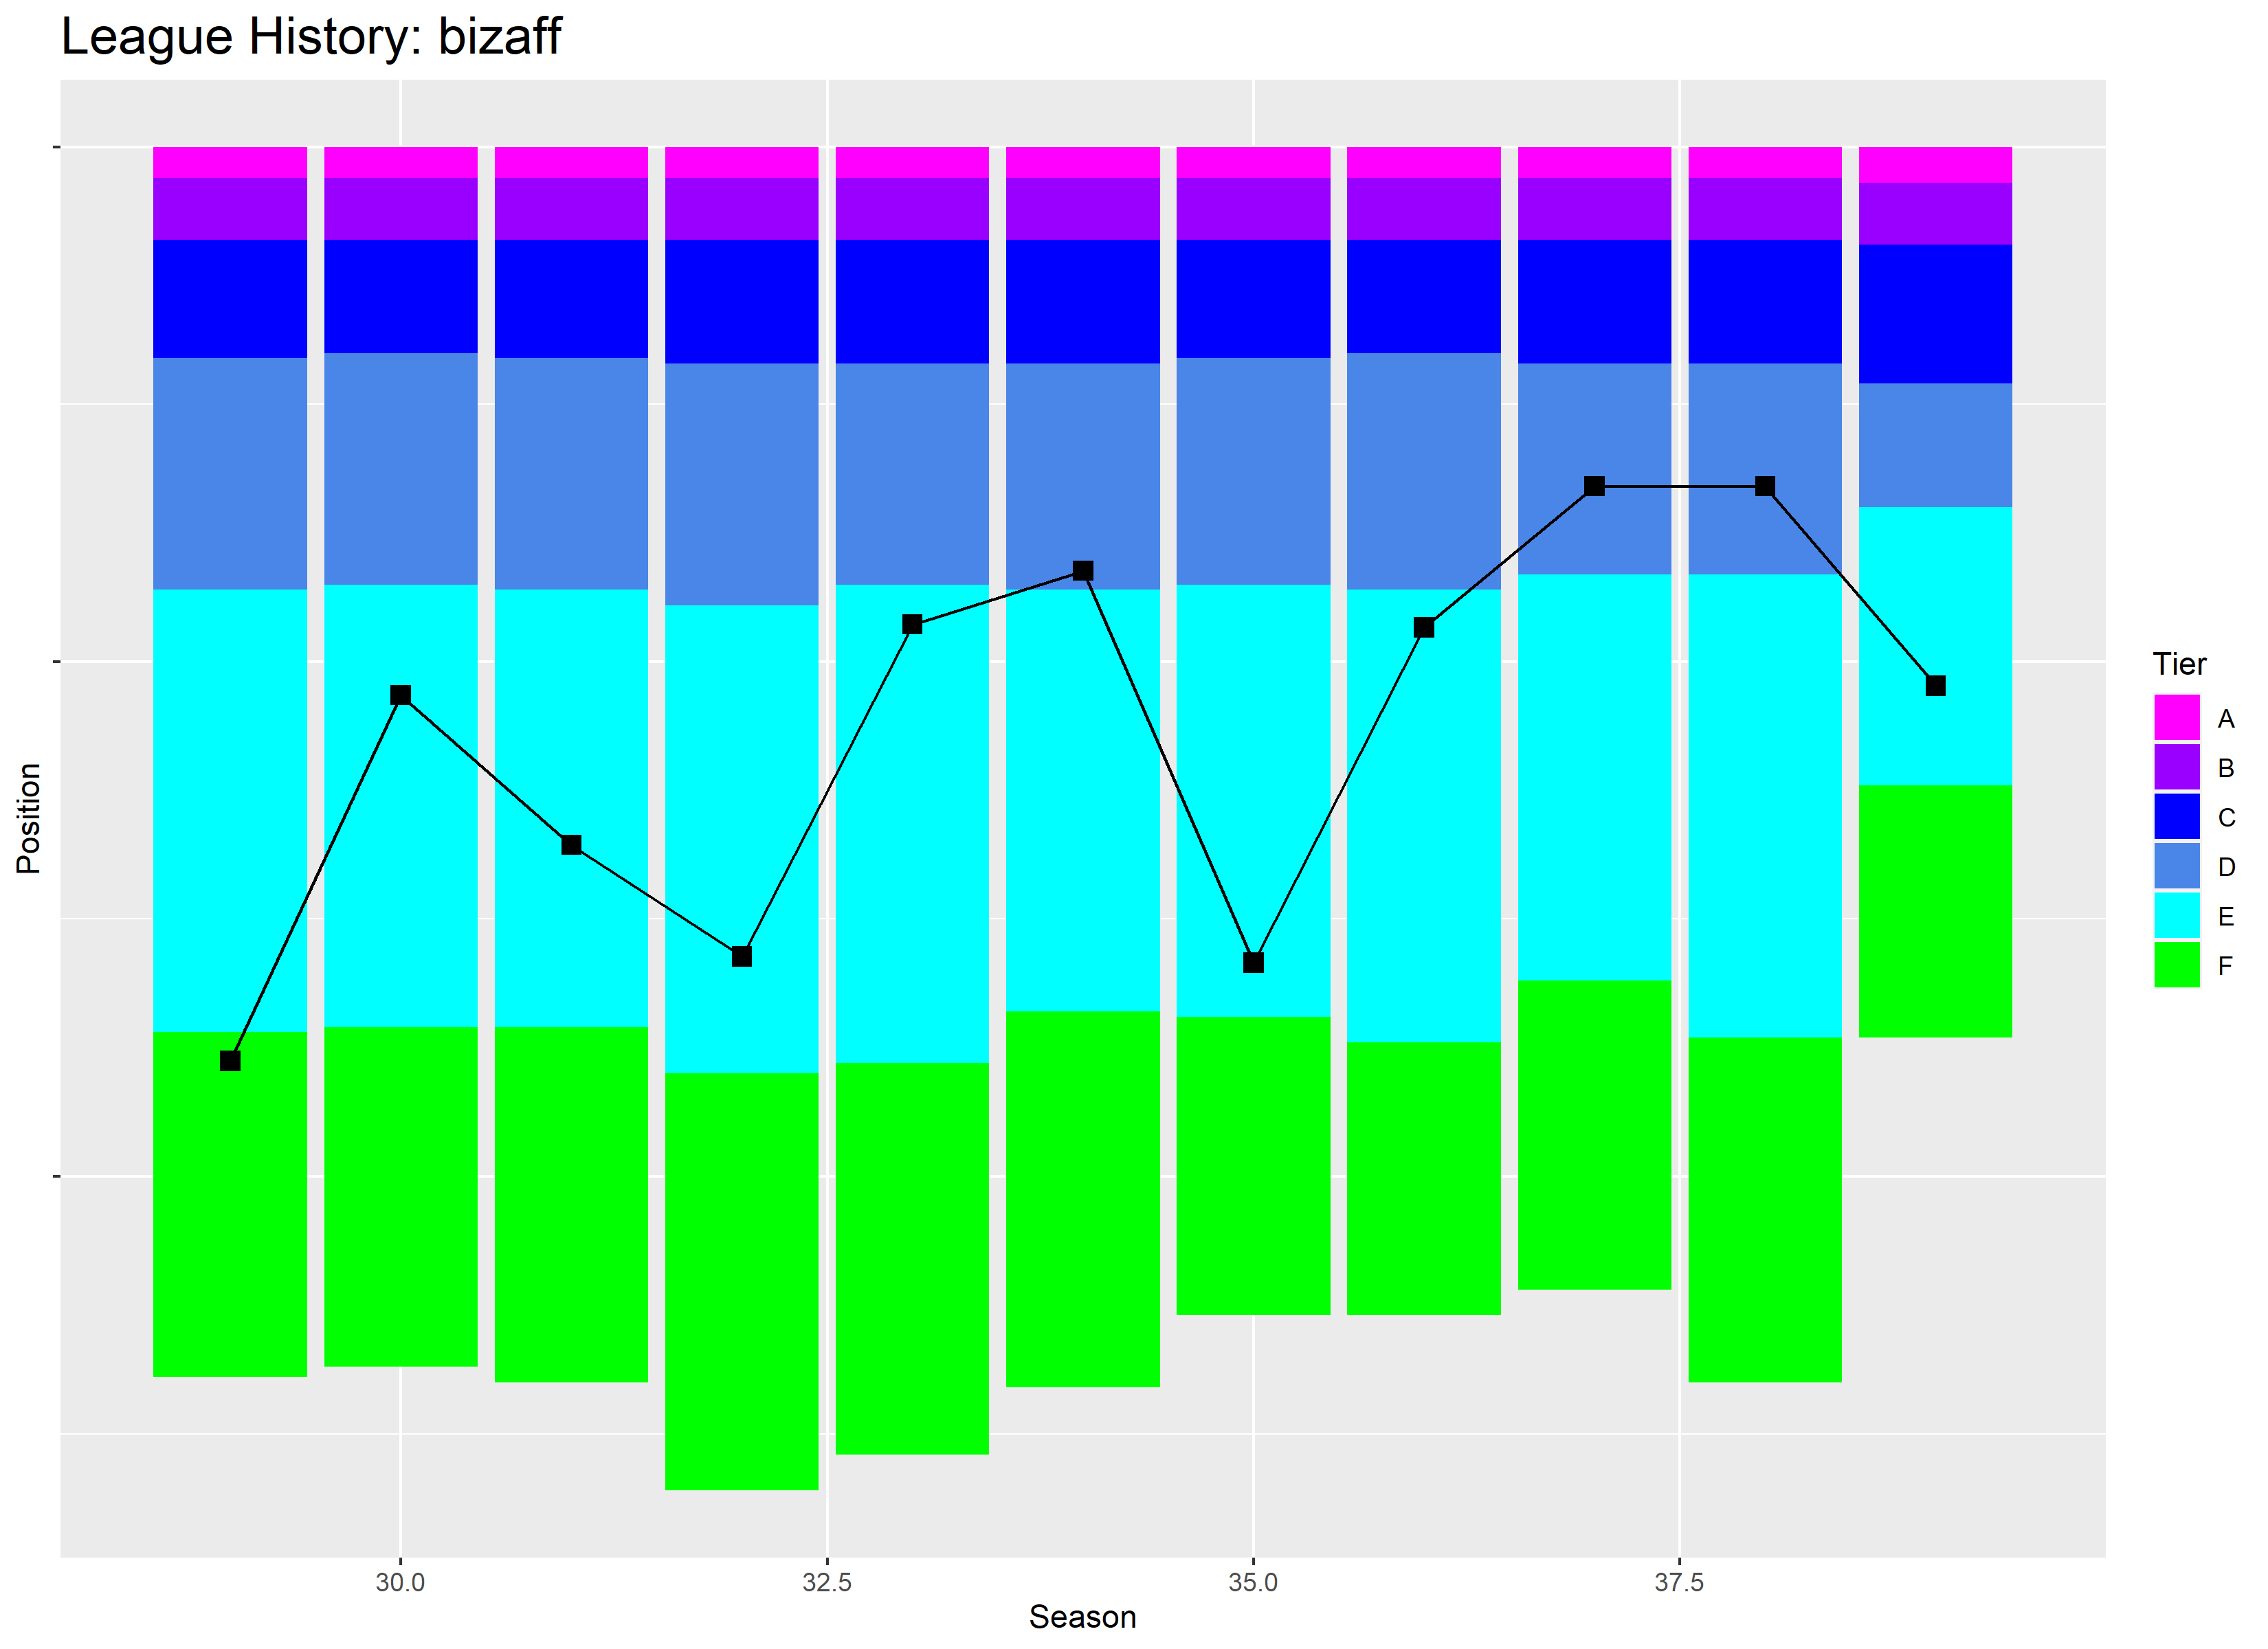 League History: bizaff
Position
30.0
32.5
35.0
37.5
Season
Tier
A
B
C
D
E
F